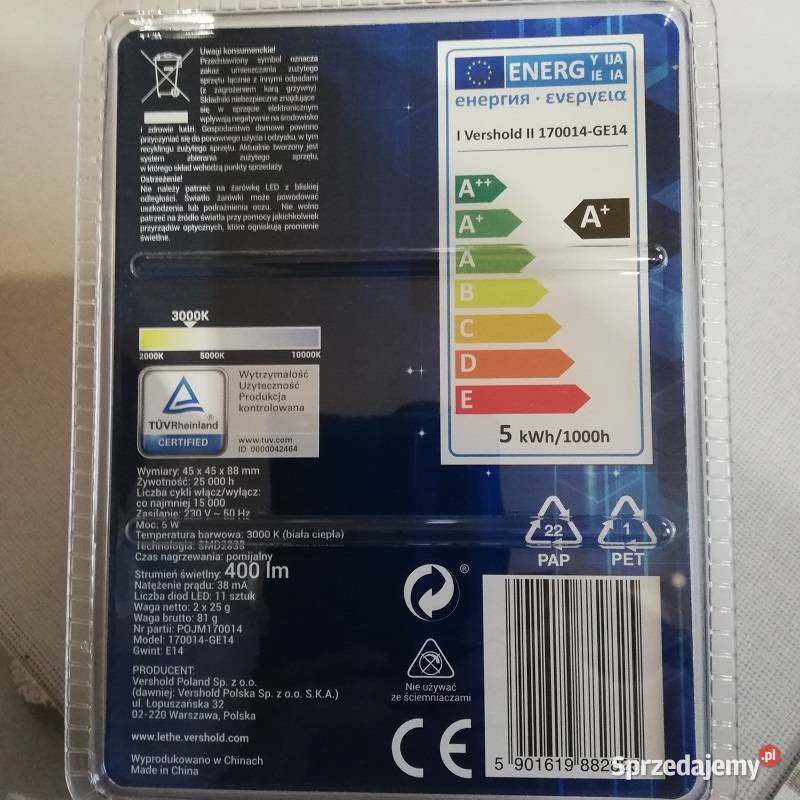 Uwagi konsumenckie!
Przedstawiony symbol oznacza
zakaz umieszczania zużytego
sprzętu łącznie z innymi odpadami
(z zagrożeniem karą grzywny)
Składniki niebezpieczne znajdujące
się w sprzęcie elektronicznym
wpływają negatywnie na środowisko
i zdrowie ludzi. Gospodarstwo domowe powinno
przyczyniać się do ponownego użycia i odzysku, w tym
recyklingu zużytego sprzętu. Aktualnie tworzony jest
system zbierania zużytego sprzętu,
w którego skład wchodzą punkty sprzedaży.
Ostrzeżenie!
Nie należy patrzeć na żarówkę LED z bliskiej
odległości. Światło żarówki może powodować
uszkodzenia lub podrażnienia oczu. Nie wolno
patrzeć na źródło światła przy pomocy jakichkolwiek
przyrządów optycznych, które ogniskują promienie
świetlne.
ENERG Y IJA
IE IA
енергия · ενεργεια
I Vershold II 170014-GE14
A++
A+
A+
A
B
C
D
E
5 kWh/1000h
3000K
2000K 5000K 10000K
TÜVRheinland®
CERTIFIED
Wytrzymałość
Użyteczność
Produkcja
kontrolowana
www.tuv.com
ID 0000042464
Wymiary: 45 x 45 x 88 mm
Żywotność: 25 000 h
Liczba cykli włącz/wyłącz:
co najmniej 15 000
Zasilanie: 230 V ~ 50 Hz
Moc: 5 W
Temperatura barwowa: 3000 K (biała ciepła)
Technologia: SMD2835
Czas nagrzewania: pomijalny
Strumień świetlny: 400 lm
Natężenie prądu: 38 mA
Liczba diod LED: 11 sztuk
Waga netto: 2 x 25 g
Waga brutto: 81 g
Nr partii: POJM170014
Model: 170014-GE14
Gwint: E14
PRODUCENT:
Vershold Poland Sp. z o.o.
(dawniej: Vershold Polska Sp. z o.o. S.K.A.)
ul. Łopuszańska 32
02-220 Warszawa, Polska
www.lethe.vershold.com
Wyprodukowano w Chinach
Made in China
22
PAP
1
PET
®
Nie używać
ze ściemniaczami
CE
5 901619 882
Sprzedajemy.pl